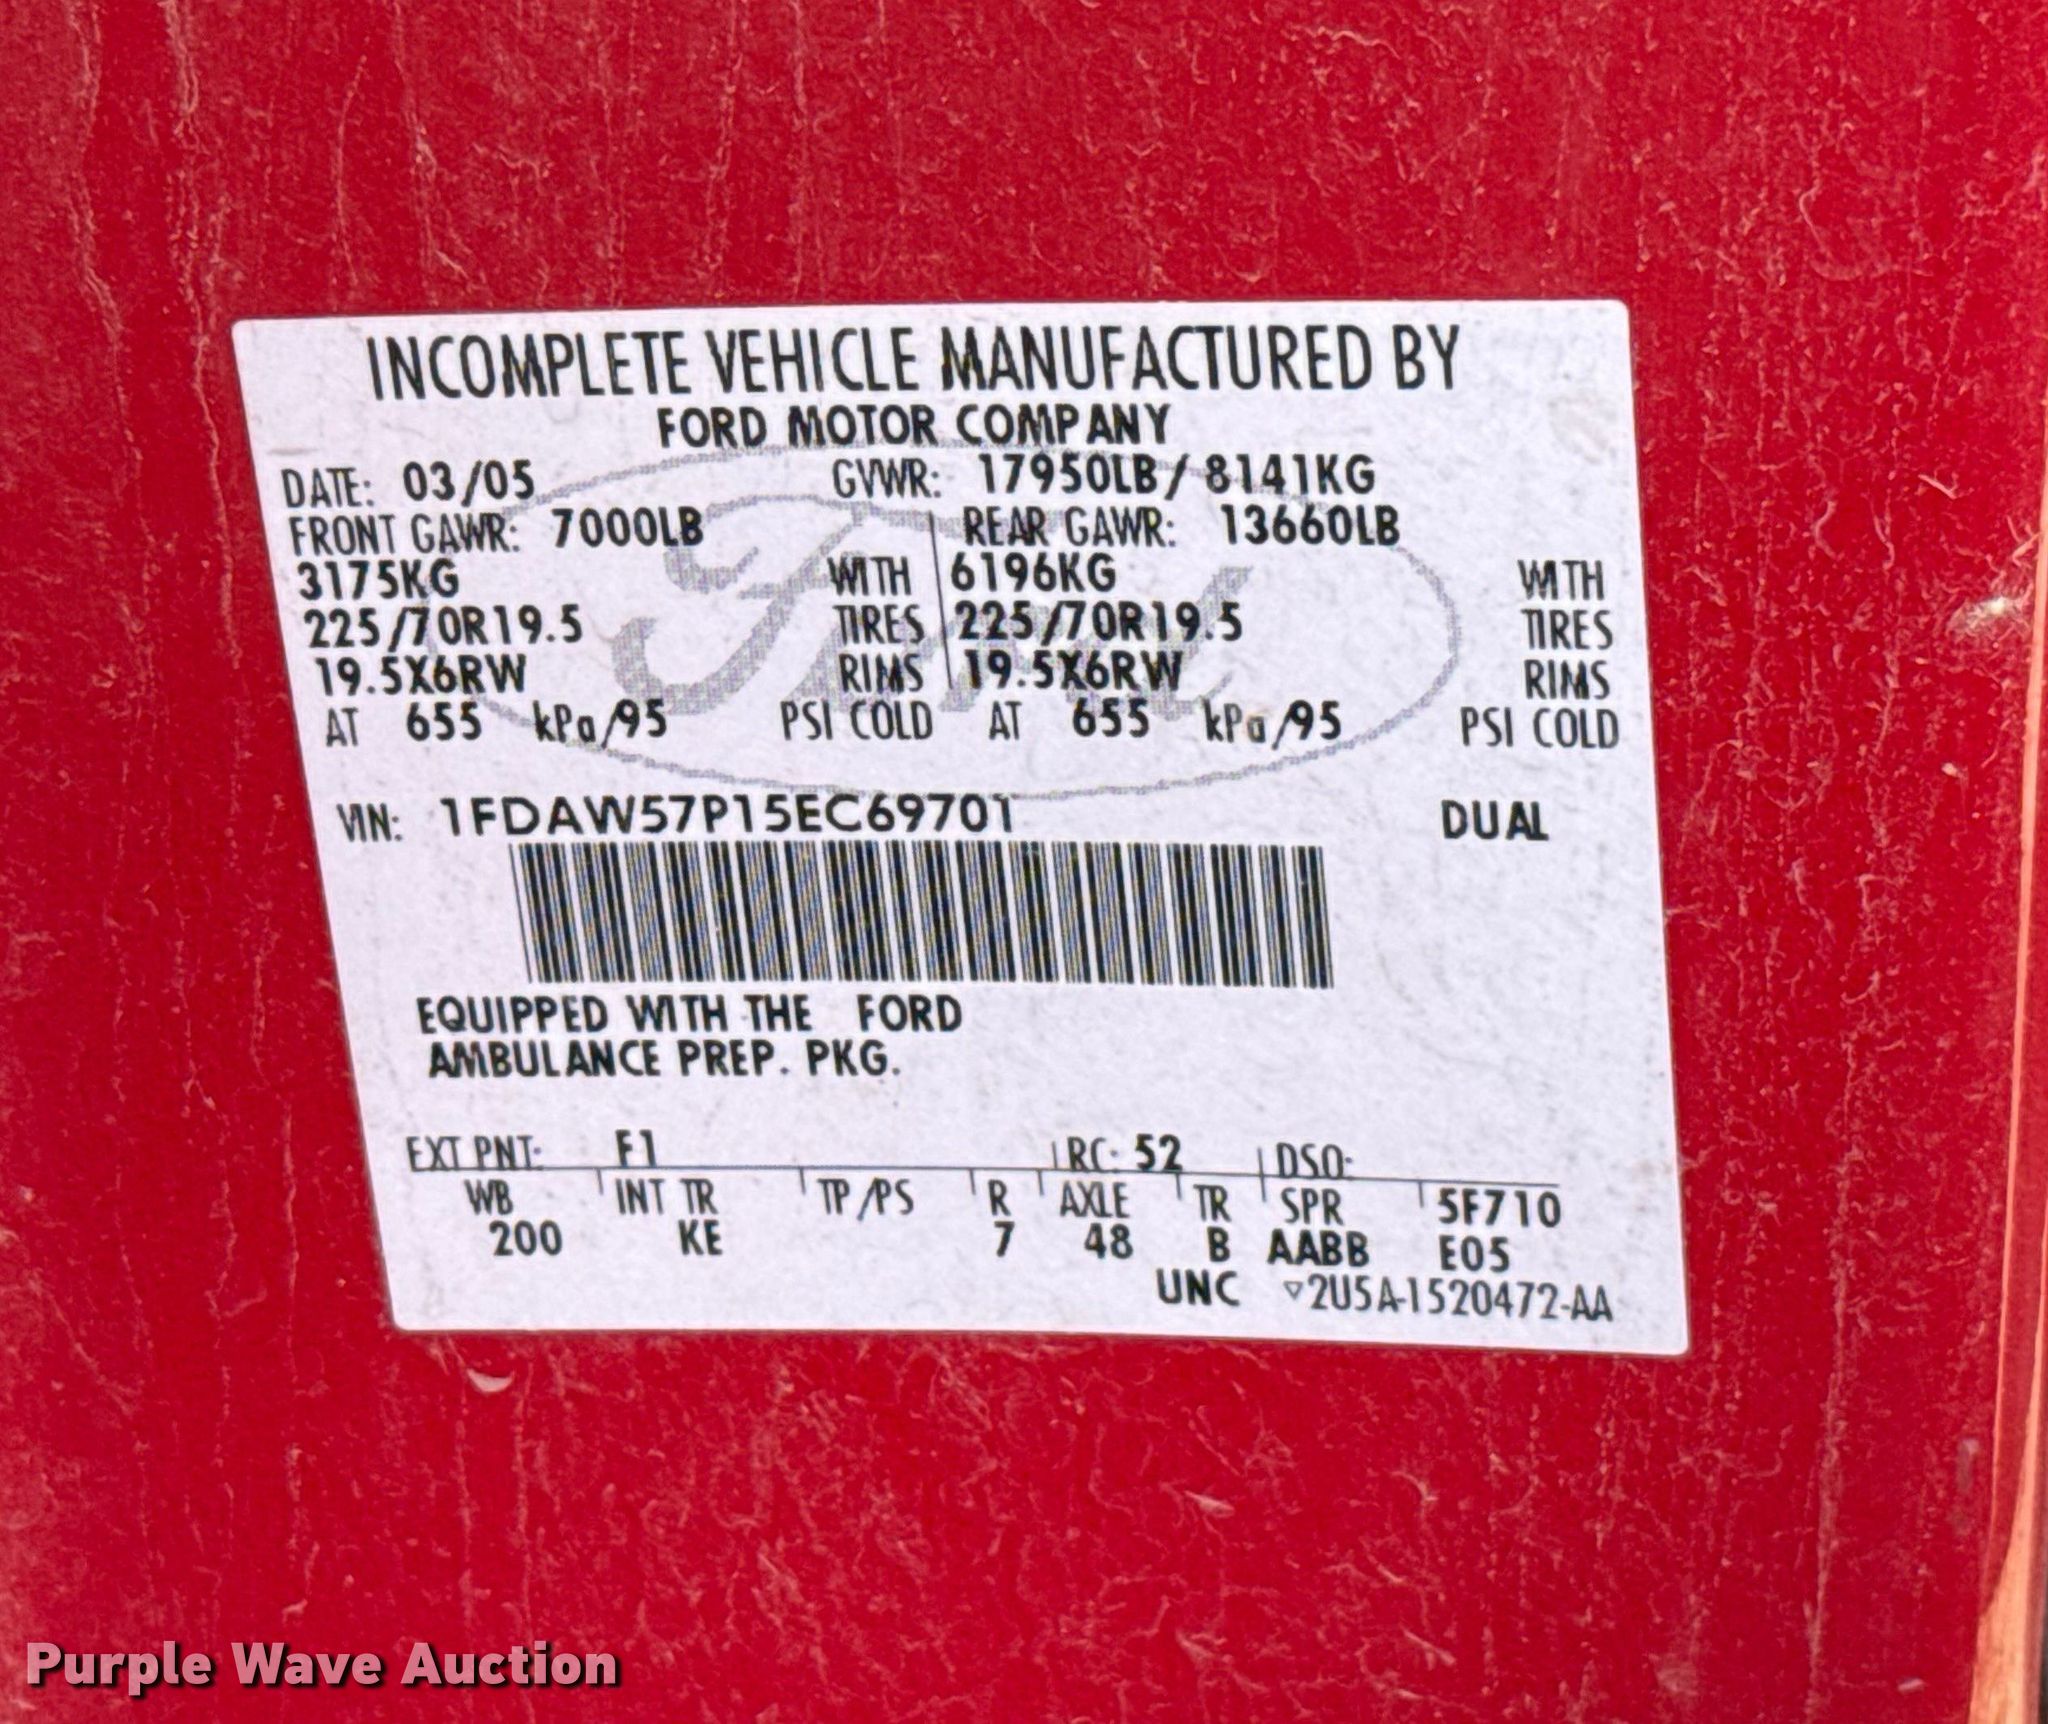 INCOMPLETE VEHICLE MANUFACTURED BY
FORD MOTOR COMPANY
DATE: 03/05 GVWR: 17950LB / 8141KG
FRONT GAWR: 7000LB REAR GAWR: 13660LB
3175KG WITH 6196KG WITH
225/70R19.5 TIRES 225/70R19.5 TIRES
19.5X6RW RIMS 19.5X6RW RIMS
AT 655 kPa/95 PSI COLD AT 655 kPa/95 PSI COLD
VIN: 1FDAW57P15EC69701 DUAL
EQUIPPED WITH THE FORD
AMBULANCE PREP. PKG.
EXT PNT: F1 RC: 52 DSO:
WB INT TR TP/PS R AXLE TR SPR 5F710
200 KE 7 48 B AABB E05
UNC ▽2U5A-1520472-AA
Ford
Purple Wave Auction